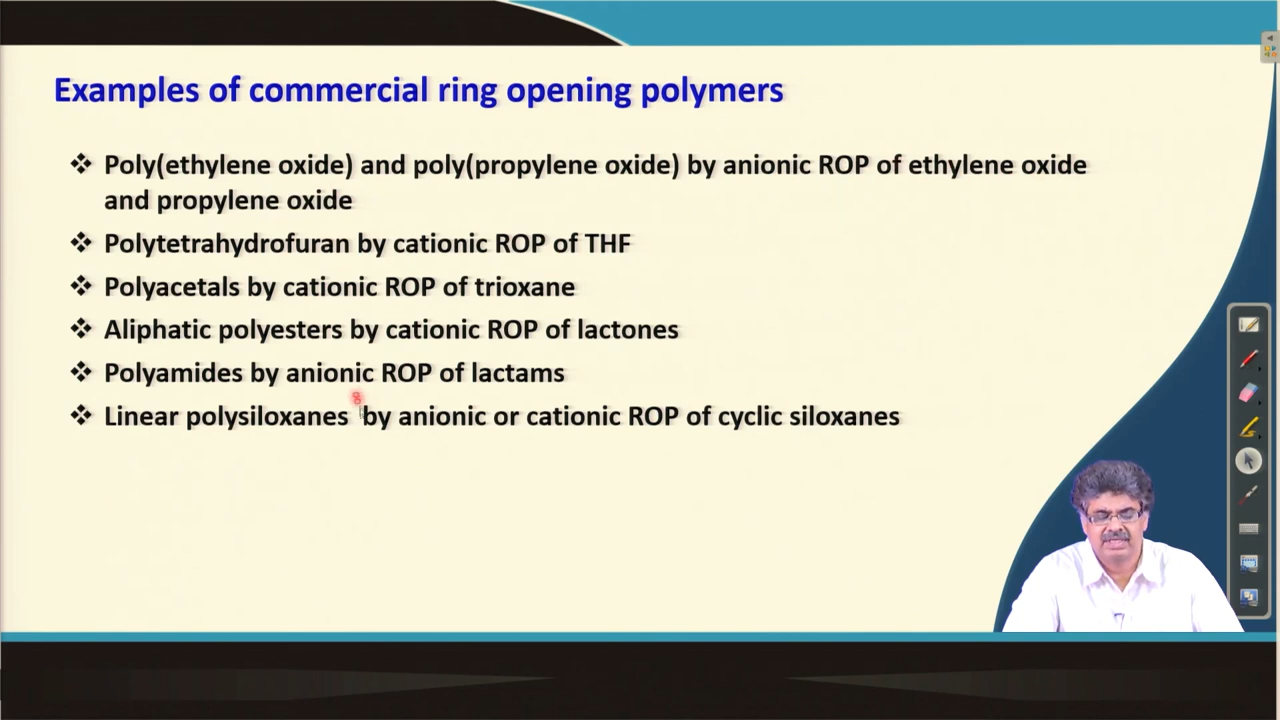 Examples of commercial ring opening polymers
❖ Poly(ethylene oxide) and poly(propylene oxide) by anionic ROP of ethylene oxide
and propylene oxide
❖ Polytetrahydrofuran by cationic ROP of THF
❖ Polyacetals by cationic ROP of trioxane
❖ Aliphatic polyesters by cationic ROP of lactones
❖ Polyamides by anionic ROP of lactams
❖ Linear polysiloxanes by anionic or cationic ROP of cyclic siloxanes